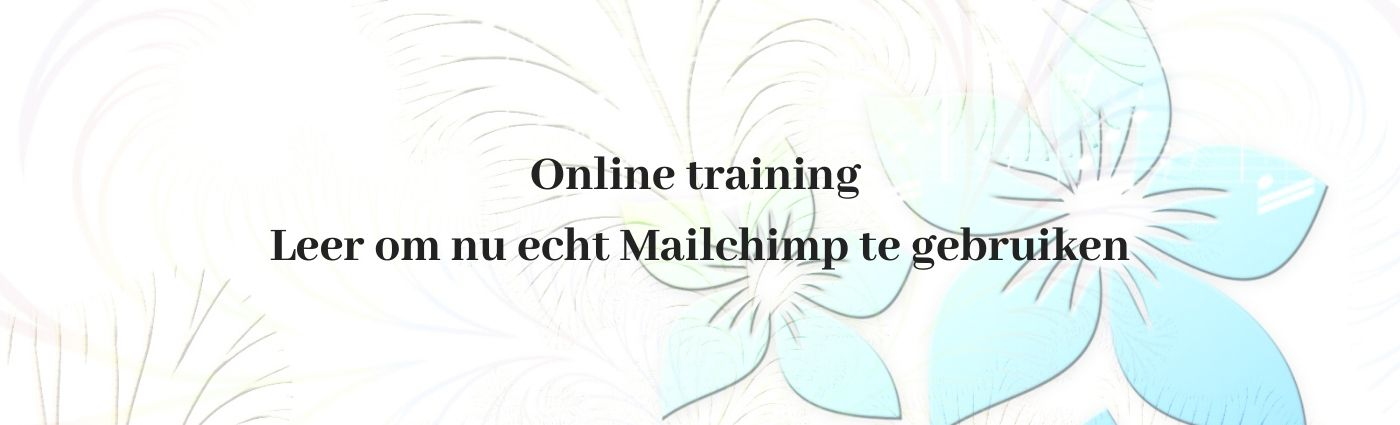 Online training
Leer om nu echt Mailchimp te gebruiken